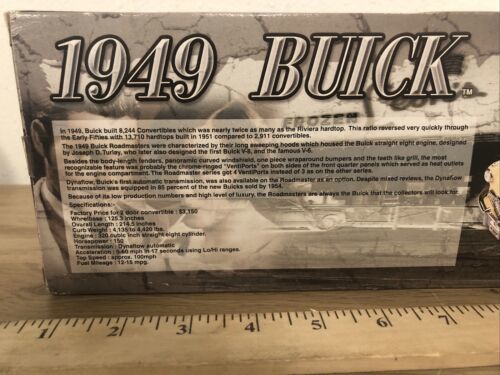 1949 BUICK™
FROZEN
In 1949, Buick built 8,244 Convertibles which was nearly twice as many as the Riviera hardtop. This ratio reversed very quickly through
the Early-Fifties with 13,710 hardtops built in 1951 compared to 2,911 convertibles.
The 1949 Buick Roadmasters were characterized by their long sweeping hoods which housed the Buick straight eight engine, designed
by Joseph D.Turley, who later also designed the first Buick V-8, and the famous V-6.
Besides the body-length fenders, panoramic curved windshield, one piece wraparound bumpers and the teeth like grill, the most
recognizable feature was probably the chrome-ringed "VentiPorts" on both sides of the front quarter panels which served as heat outlets
for the engine compartment. The Roadmaster series got 4 VentiPorts instead of 3 as on the other series.
Dynaflow, Buick's first automatic transmission, was also available on the Roadmaster as an option. Despite mixed reviews, the Dynaflow
Transmission was equipped in 85 percent of the new Buicks sold by 1954.
Because of its low production numbers and high level of luxury, the Roadmasters are always the Buick that the collectors will look for.
Specifications:
Factory Price for 2 door convertible : $3,150
Wheelbase : 125.3 inches
Overall Length : 214.5 inches
Curb Weight : 4,135 to 4,420 lbs.
Engine : 320 cubic inch straight eight cylinder.
Horsepower : 150
Transmission : Dynaflow automatic
Acceleration : 0-60 mph in 17 seconds using Lo/Hi ranges.
Top Speed : approx. 100mph
Fuel Mileage : 12-15 mpg.
1 2 3 4 5 6 7